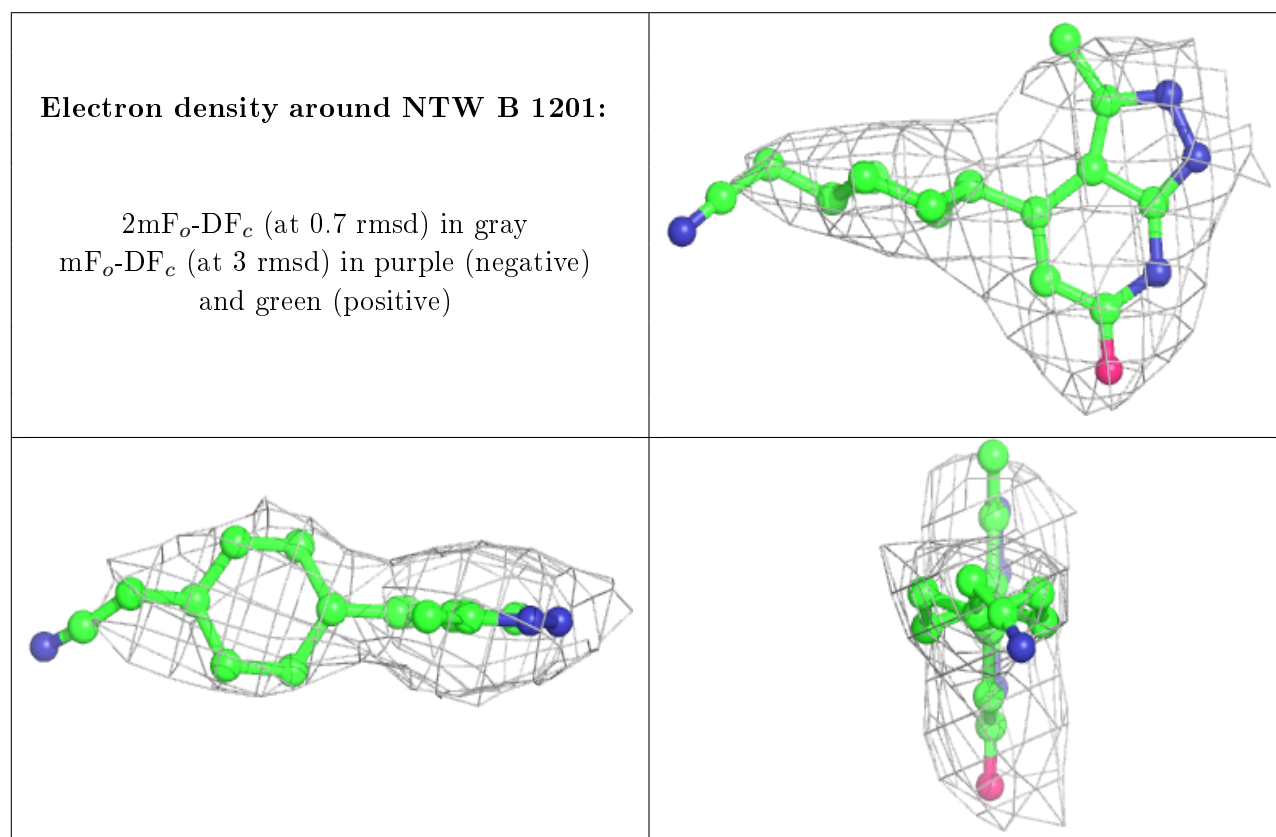 Electron density around NTW B 1201:
2mFo-DFc (at 0.7 rmsd) in gray
mFo-DFc (at 3 rmsd) in purple (negative)
and green (positive)